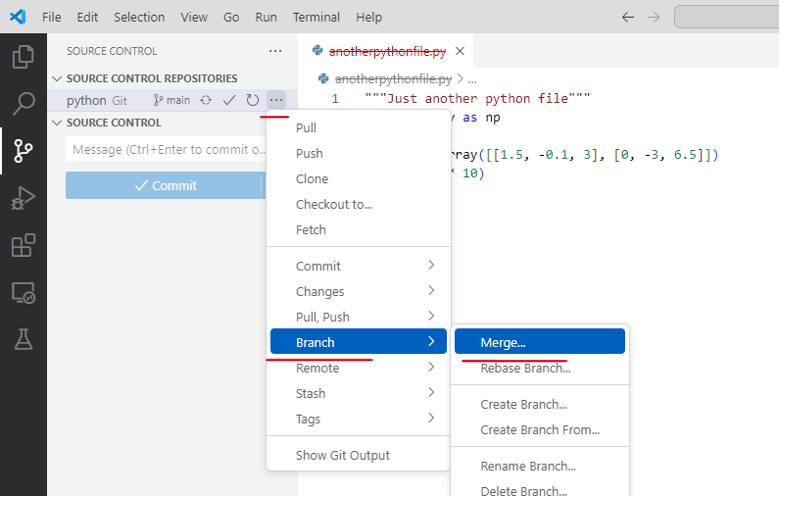 File Edit Selection View Go Run Terminal Help
SOURCE CONTROL
anotherpythonfile.py
SOURCE CONTROL REPOSITORIES
anotherpythonfile.py > ...
python Git main
1 """Just another python file"""
SOURCE CONTROL
as np
Message (Ctrl+Enter to commit o...
rray([[1.5, -0.1, 3], [0, -3, 6.5]])
* 10)
Commit
Pull
Push
Clone
Checkout to...
Fetch
Commit
Changes
Pull, Push
Branch
Remote
Stash
Tags
Show Git Output
Merge...
Rebase Branch...
Create Branch...
Create Branch From...
Rename Branch...
Delete Branch...